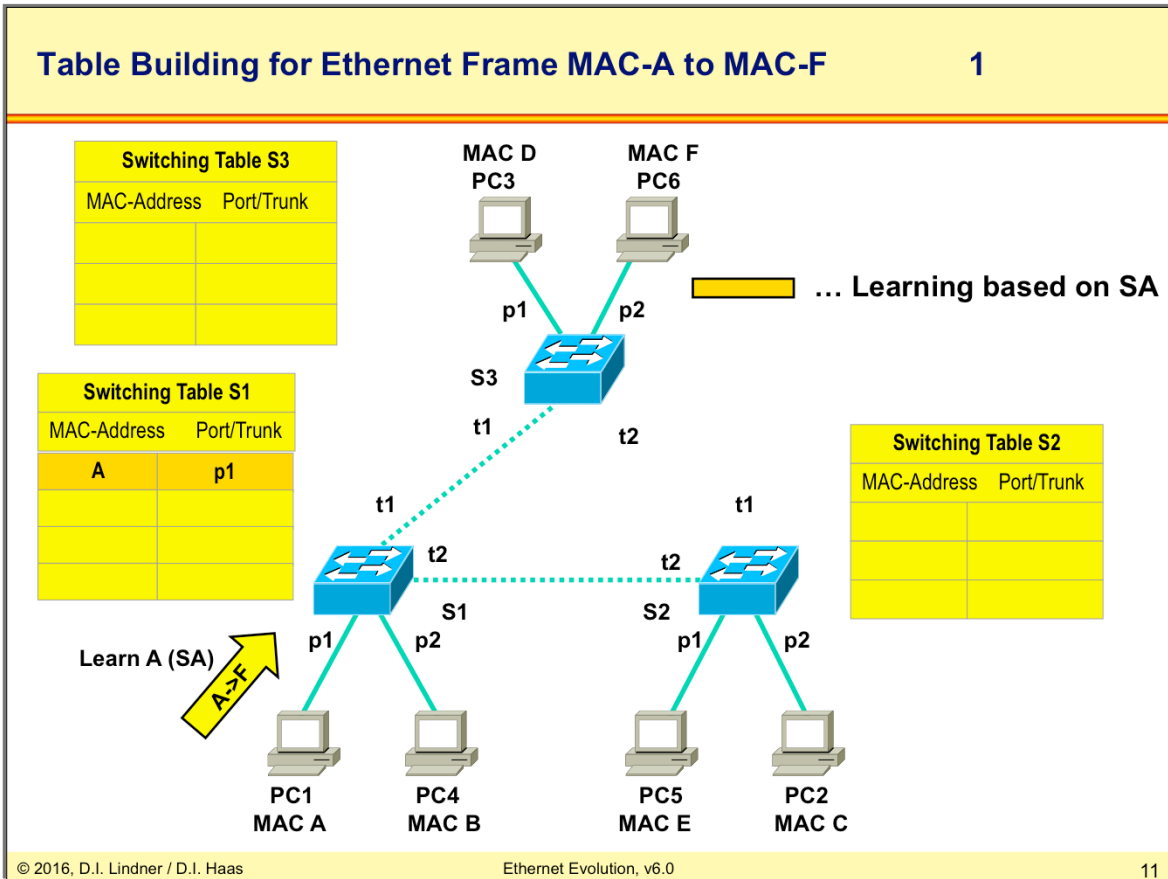 Table Building for Ethernet Frame MAC-A to MAC-F 1
Switching Table S3
MAC-Address Port/Trunk
MAC D
PC3
MAC F
PC6
… Learning based on SA
p1 p2
S3
t1 t2
Switching Table S1
MAC-Address Port/Trunk
A p1
Switching Table S2
MAC-Address Port/Trunk
t1 t1
t2 t2
S1 S2
p1 p2 p1 p2
Learn A (SA)
A->F
PC1
MAC A
PC4
MAC B
PC5
MAC E
PC2
MAC C
© 2016, D.I. Lindner / D.I. Haas Ethernet Evolution, v6.0 11